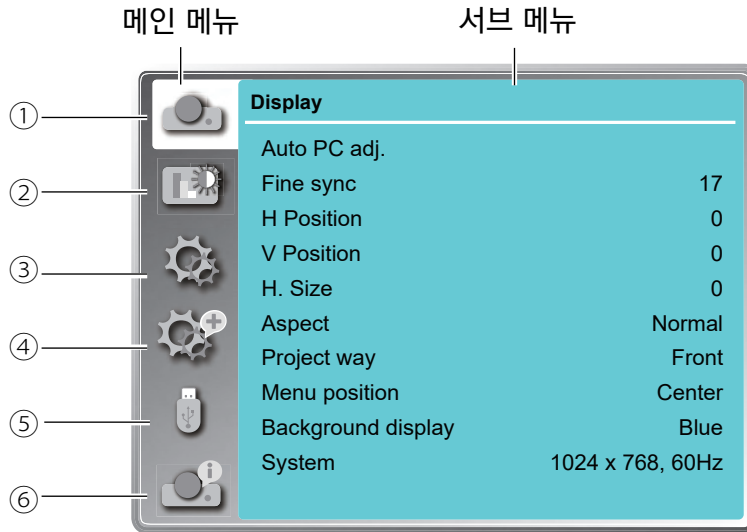 메인 메뉴 서브 메뉴
① Display
Auto PC adj.
② Fine sync 17
H Position 0
③ V Position 0
H. Size 0
④ Aspect Normal
Project way Front
Menu position Center
⑤ Background display Blue
System 1024 x 768, 60Hz
⑥